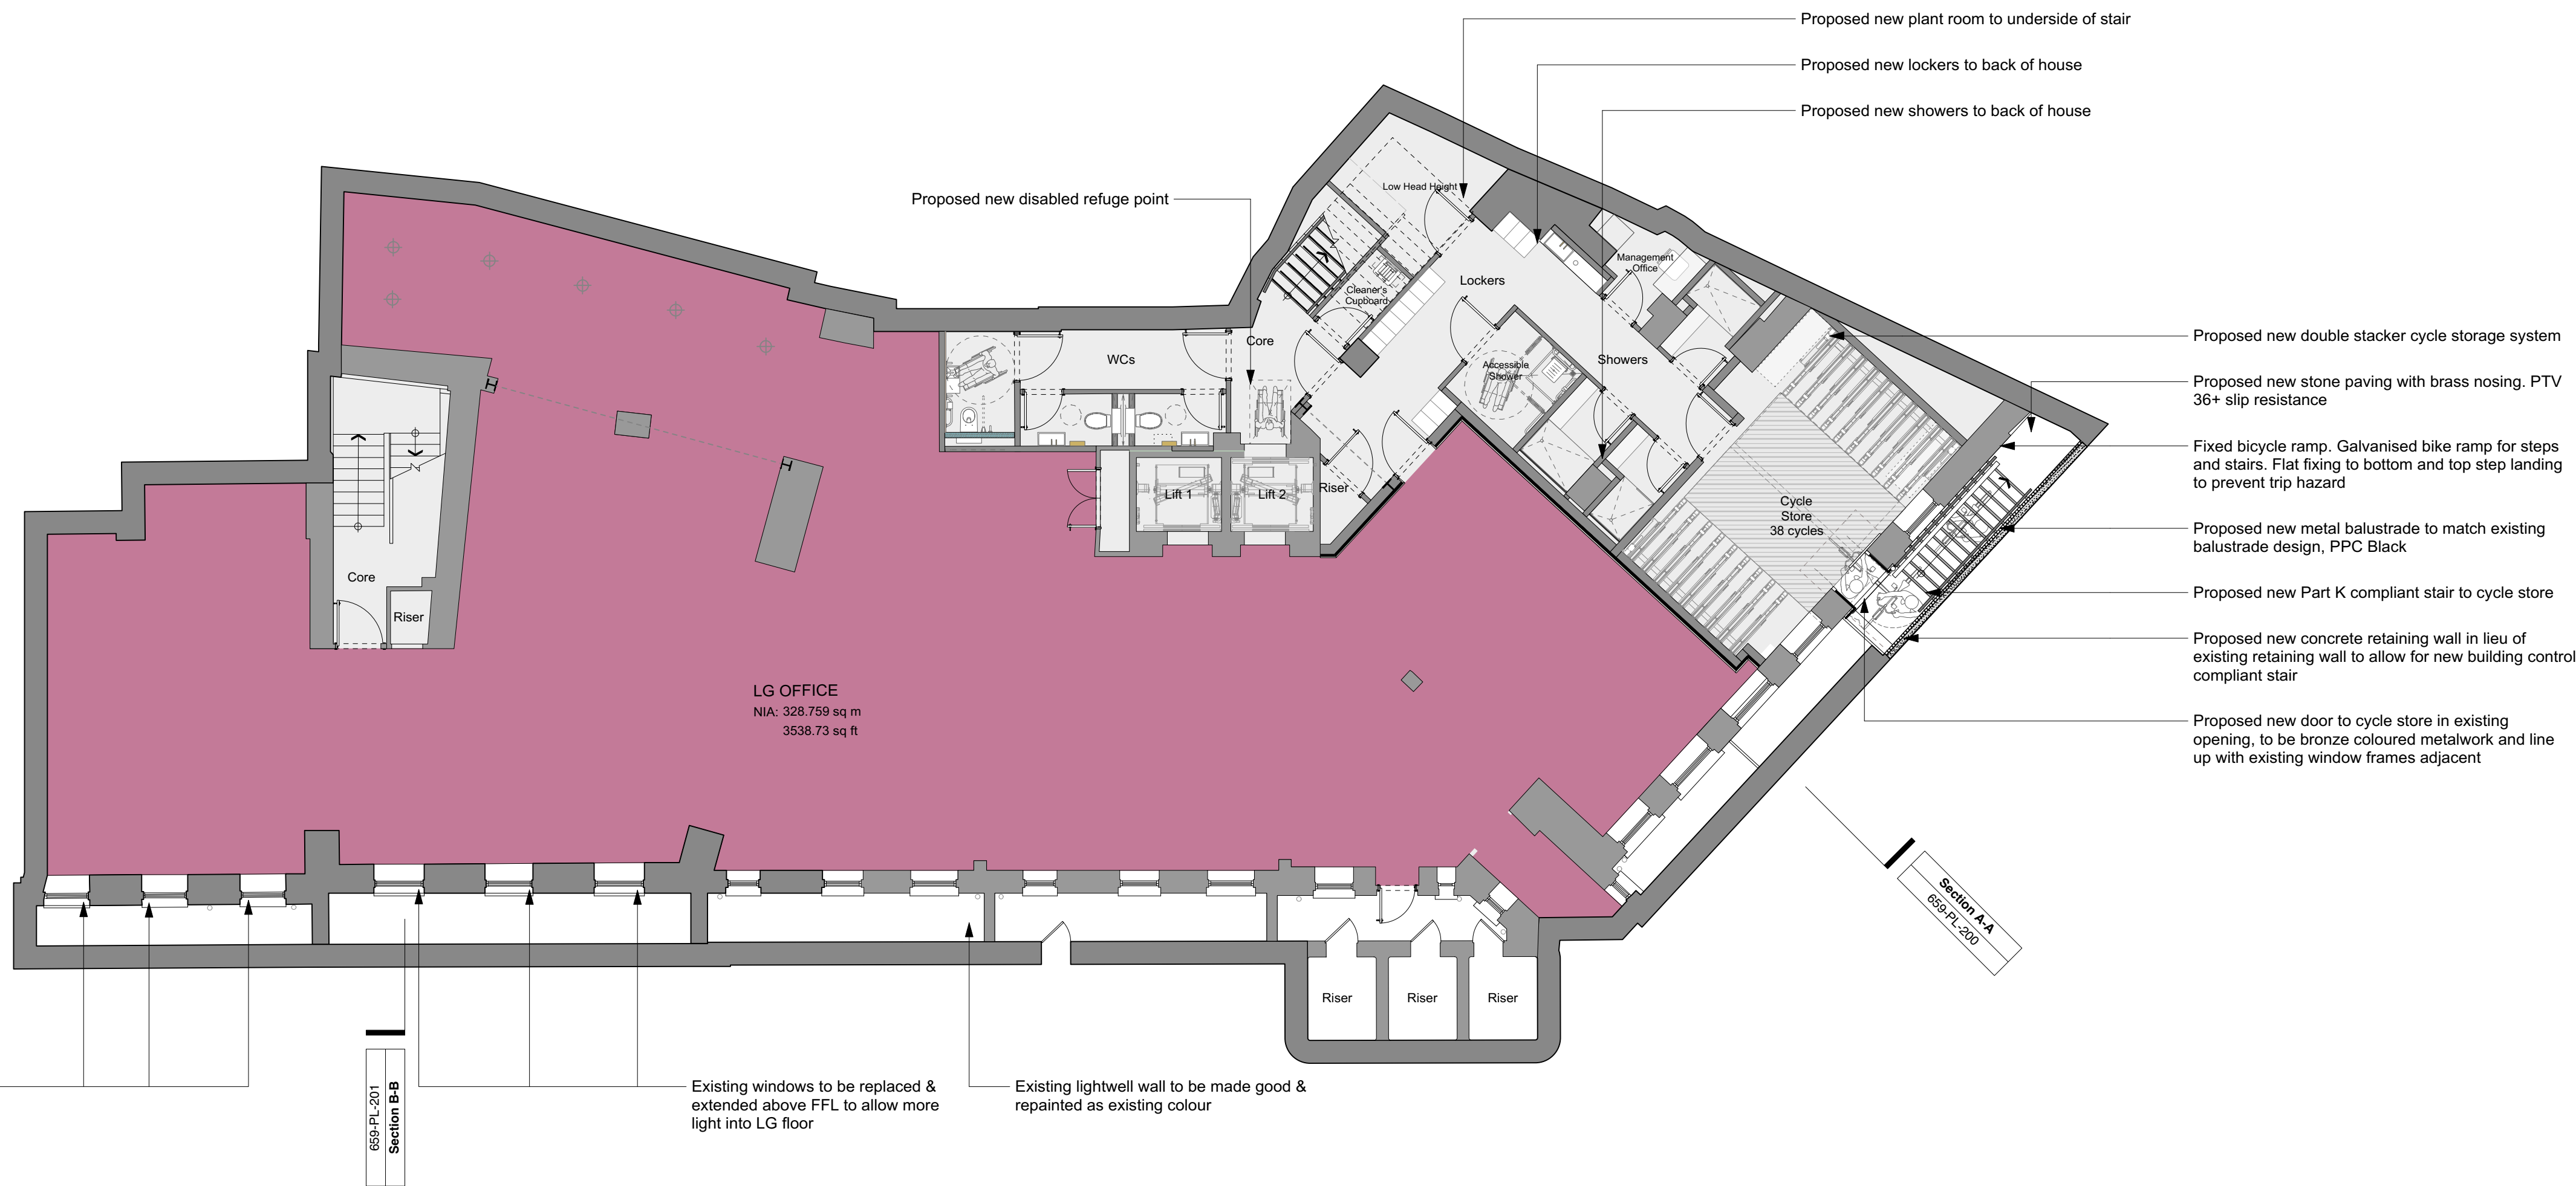 Proposed new plant room to underside of stair
Proposed new lockers to back of house
Proposed new showers to back of house
Proposed new disabled refuge point
Low Head Height
Management
Office
Lockers
Cleaner's
Cupboard
Core
WCs
Accessible
Shower
Showers
Lift 1
Lift 2
Riser
Cycle
Store
38 cycles
Core
Riser
LG OFFICE
NIA: 328.759 sq m
3538.73 sq ft
Proposed new double stacker cycle storage system
Proposed new stone paving with brass nosing. PTV
36+ slip resistance
Fixed bicycle ramp. Galvanised bike ramp for steps
and stairs. Flat fixing to bottom and top step landing
to prevent trip hazard
Proposed new metal balustrade to match existing
balustrade design, PPC Black
Proposed new Part K compliant stair to cycle store
Proposed new concrete retaining wall in lieu of
existing retaining wall to allow for new building control
compliant stair
Proposed new door to cycle store in existing
opening, to be bronze coloured metalwork and line
up with existing window frames adjacent
Section A-A
659-PL-200
Riser
Riser
Riser
659-PL-201
Section B-B
Existing windows to be replaced &
extended above FFL to allow more
light into LG floor
Existing lightwell wall to be made good &
repainted as existing colour